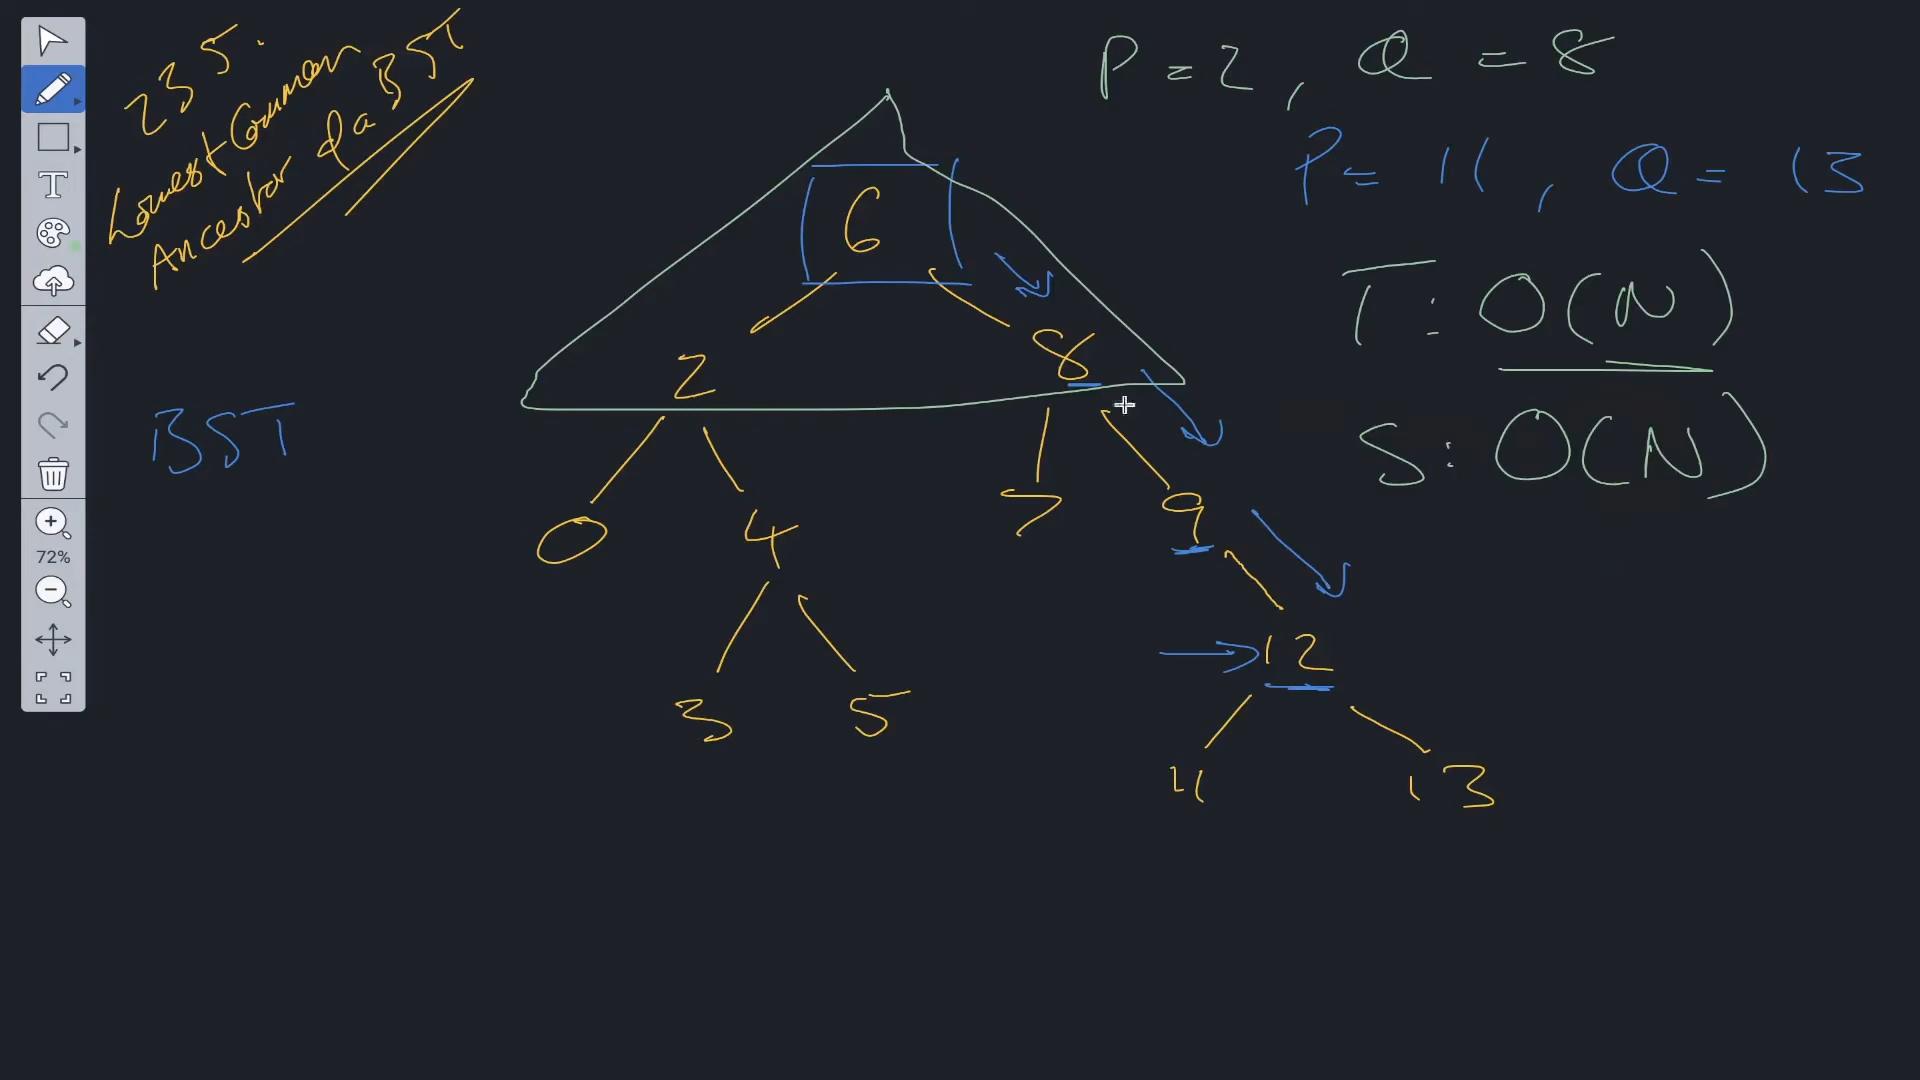 235.
Lowest Common
Ancestor of a BST
P = 2, Q = 8
P = 11, Q = 13
T: O(N)
S: O(N)
BST
6
2 8
0 4 7 9
3 5 12
11 13
72%
T